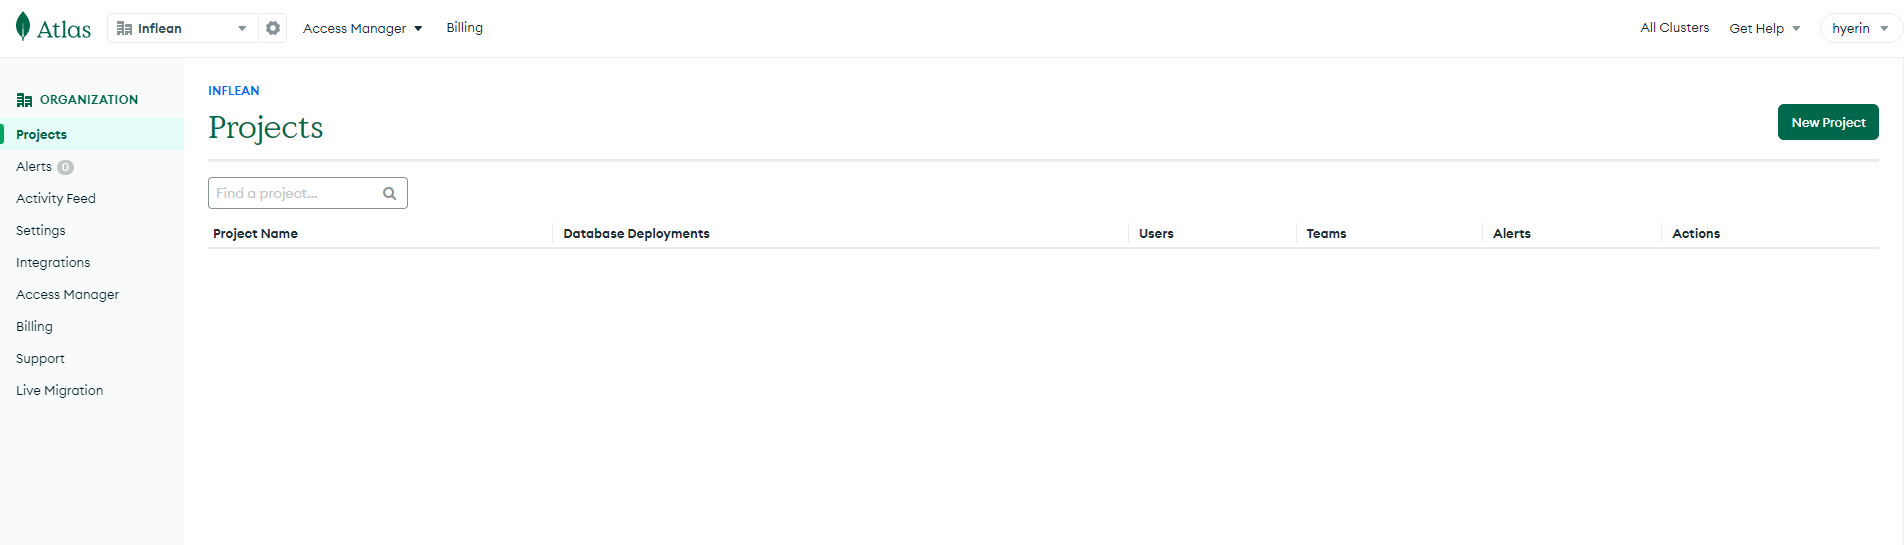 Atlas Inflean Access Manager Billing All Clusters Get Help hyerin
ORGANIZATION
Projects
Alerts 0
Activity Feed
Settings
Integrations
Access Manager
Billing
Support
Live Migration
INFLEAN
Projects
New Project
Find a project...
Project Name Database Deployments Users Teams Alerts Actions